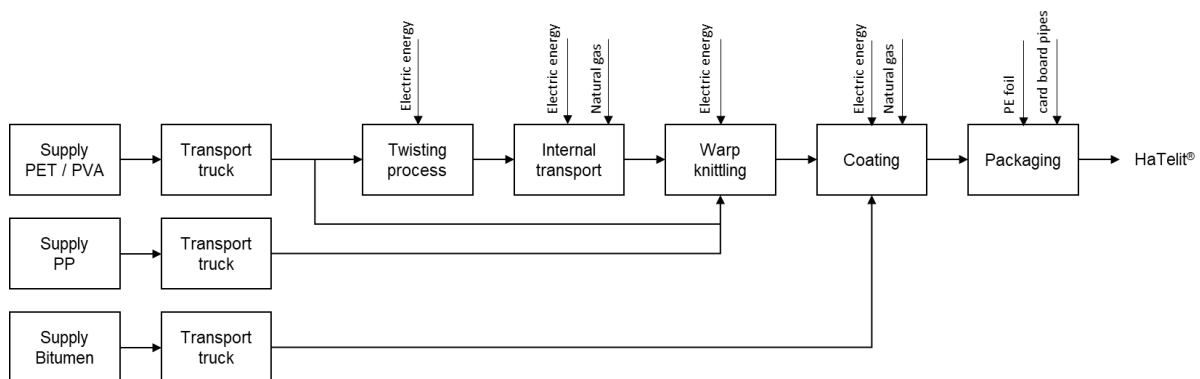 Electric energy
Electric energy
Natural gas
Electric energy
Electric energy
Natural gas
PE foil
card board pipes
Supply
PET / PVA
Transport
truck
Twisting
process
Internal
transport
Warp
knittling
Coating
Packaging
HaTelit®
Supply
PP
Transport
truck
Supply
Bitumen
Transport
truck